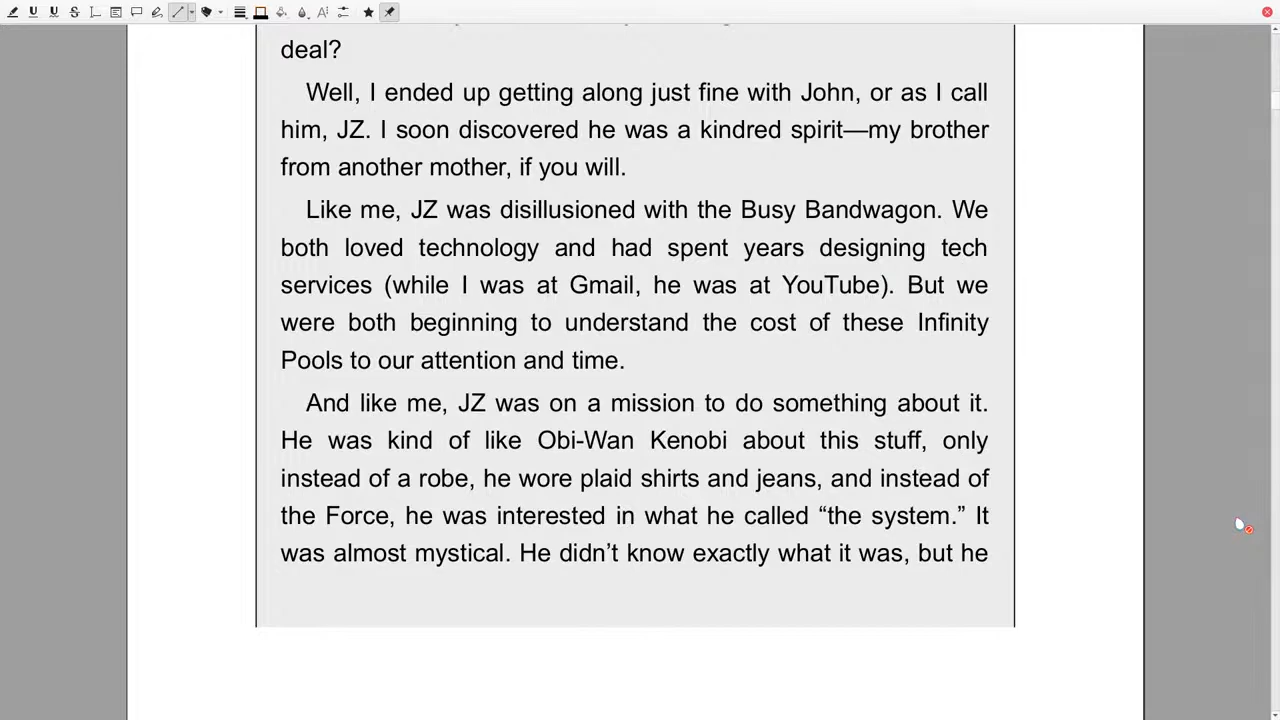 deal?
Well, I ended up getting along just fine with John, or as I call
him, JZ. I soon discovered he was a kindred spirit—my brother
from another mother, if you will.
Like me, JZ was disillusioned with the Busy Bandwagon. We
both loved technology and had spent years designing tech
services (while I was at Gmail, he was at YouTube). But we
were both beginning to understand the cost of these Infinity
Pools to our attention and time.
And like me, JZ was on a mission to do something about it.
He was kind of like Obi-Wan Kenobi about this stuff, only
instead of a robe, he wore plaid shirts and jeans, and instead of
the Force, he was interested in what he called “the system.” It
was almost mystical. He didn’t know exactly what it was, but he